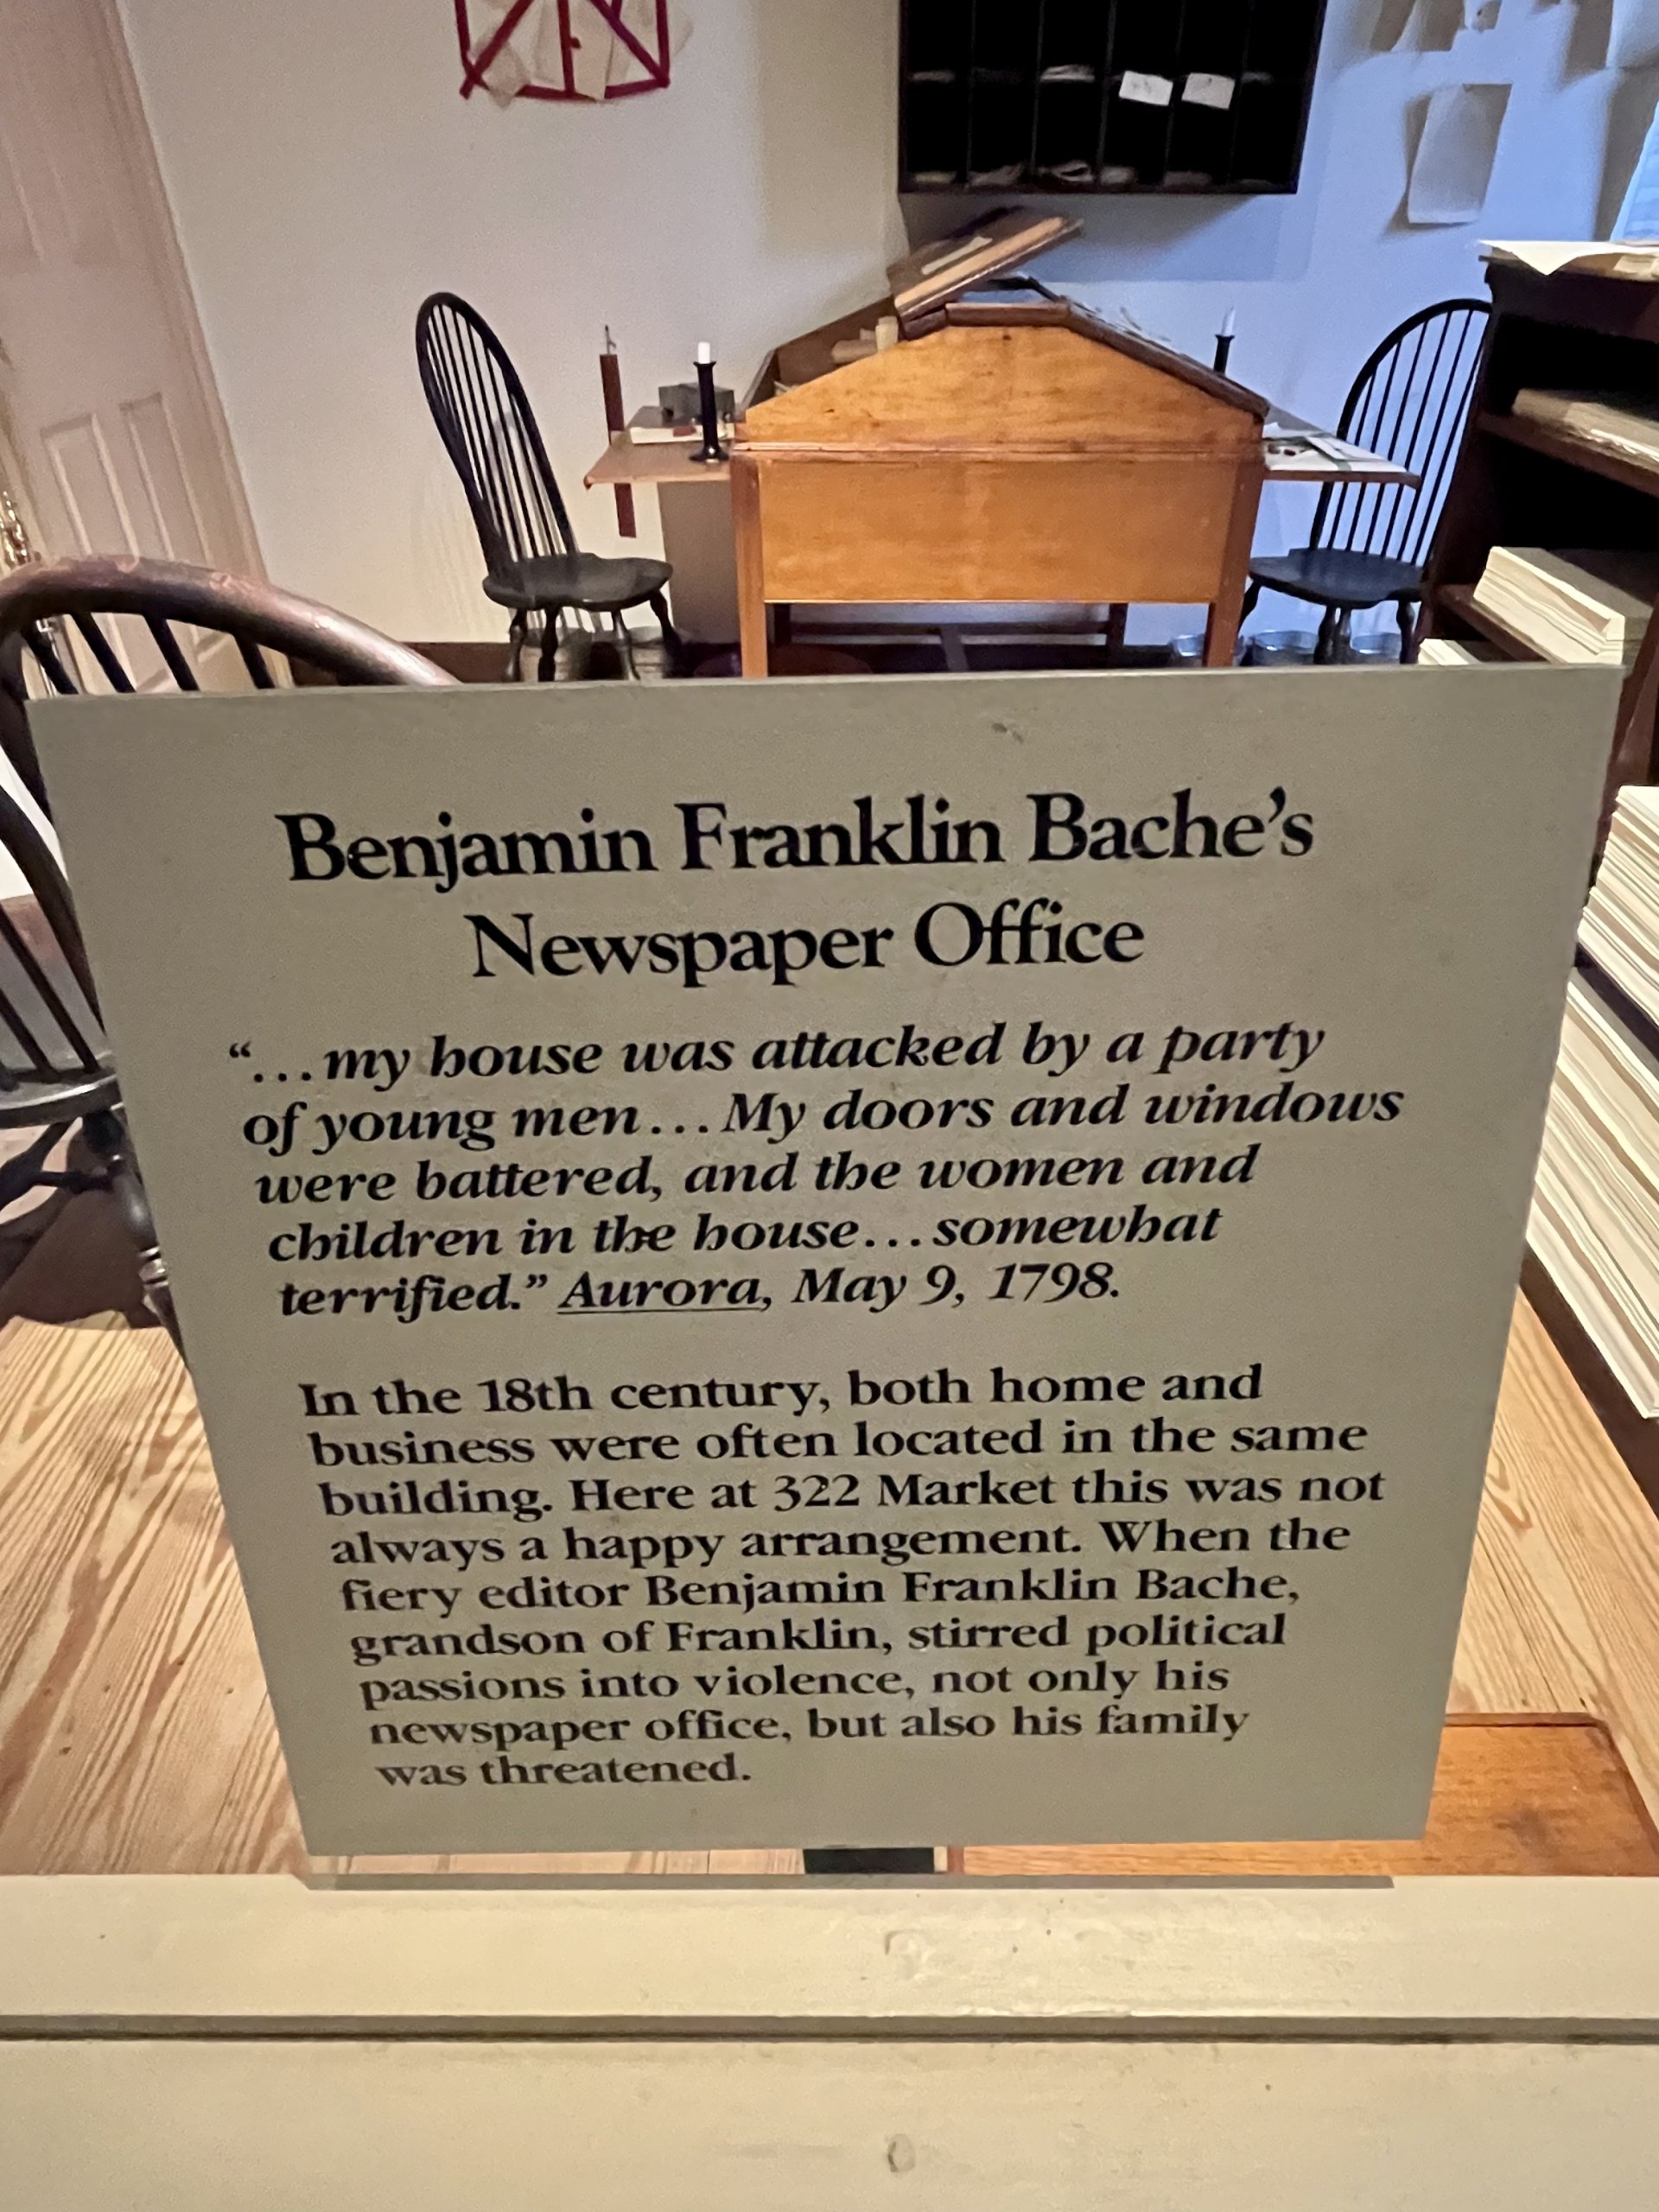 Benjamin Franklin Bache’s
Newspaper Office
“...my house was attacked by a party
of young men...My doors and windows
were battered, and the women and
children in the house...somewhat
terrified.” Aurora, May 9, 1798.
In the 18th century, both home and
business were often located in the same
building. Here at 322 Market this was not
always a happy arrangement. When the
fiery editor Benjamin Franklin Bache,
grandson of Franklin, stirred political
passions into violence, not only his
newspaper office, but also his family
was threatened.